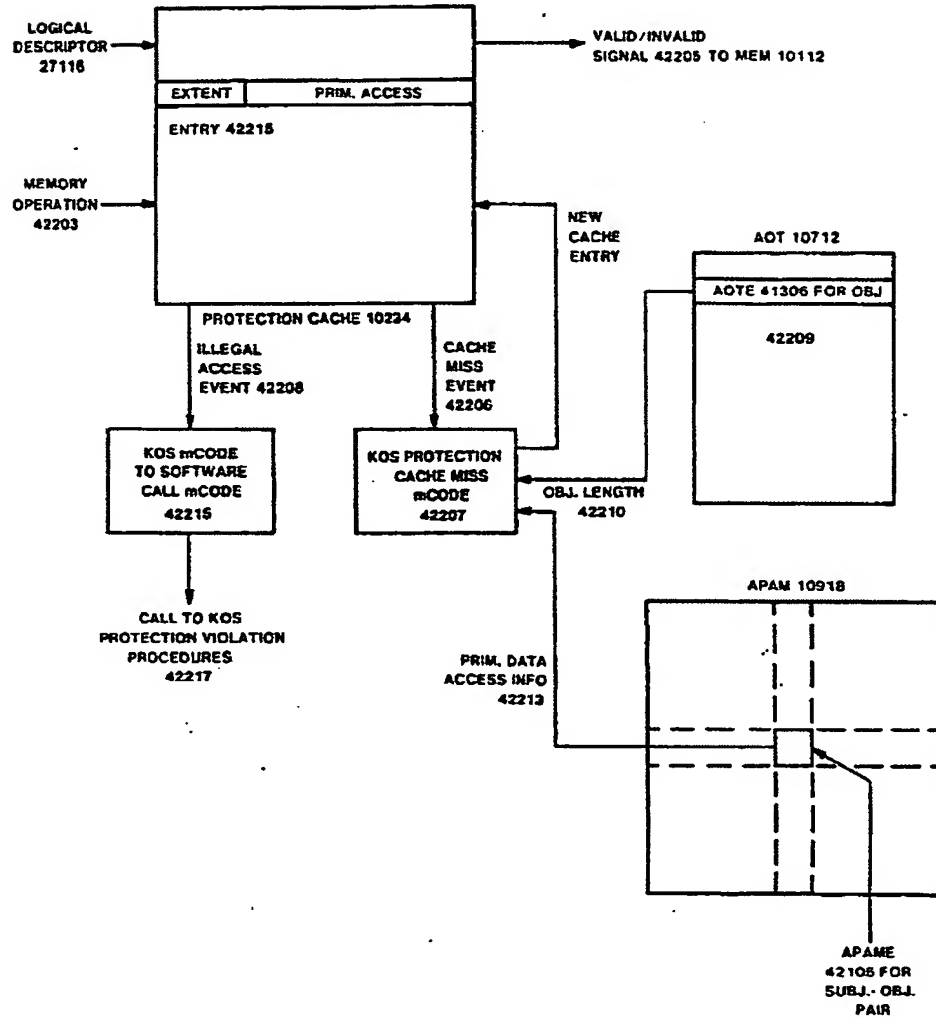 LOGICAL
DESCRIPTOR
27116
VALID/INVALID
SIGNAL 42205 TO MEM 10112
EXTENT
PRIM. ACCESS
ENTRY 42215
MEMORY
OPERATION
42203
NEW
CACHE
ENTRY
AOT 10712
AOTE 41306 FOR OBJ
42209
PROTECTION CACHE 10234
ILLEGAL
ACCESS
EVENT 42208
CACHE
MISS
EVENT
42206
KOS mCODE
TO SOFTWARE
CALL mCODE
42215
KOS PROTECTION
CACHE MISS
mCODE
42207
OBJ. LENGTH
42210
CALL TO KOS
PROTECTION VIOLATION
PROCEDURES
42217
APAM 10918
PRIM. DATA
ACCESS INFO
42213
APAME
42105 FOR
SUBJ.- OBJ.
PAIR